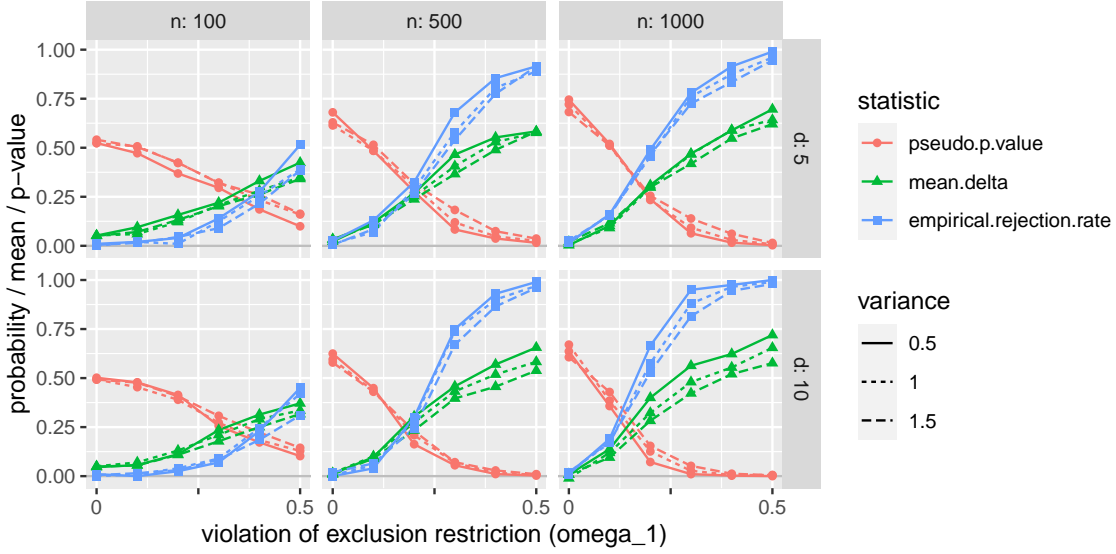 n: 100
n: 500
n: 1000
1.00
0.75
0.50
0.25
0.00
d: 5
1.00
0.75
0.50
0.25
0.00
d: 10
0
0.5
0
0.5
0
0.5
probability / mean / p-value
violation of exclusion restriction (omega_1)
statistic
pseudo.p.value
mean.delta
empirical.rejection.rate
variance
0.5
1
1.5